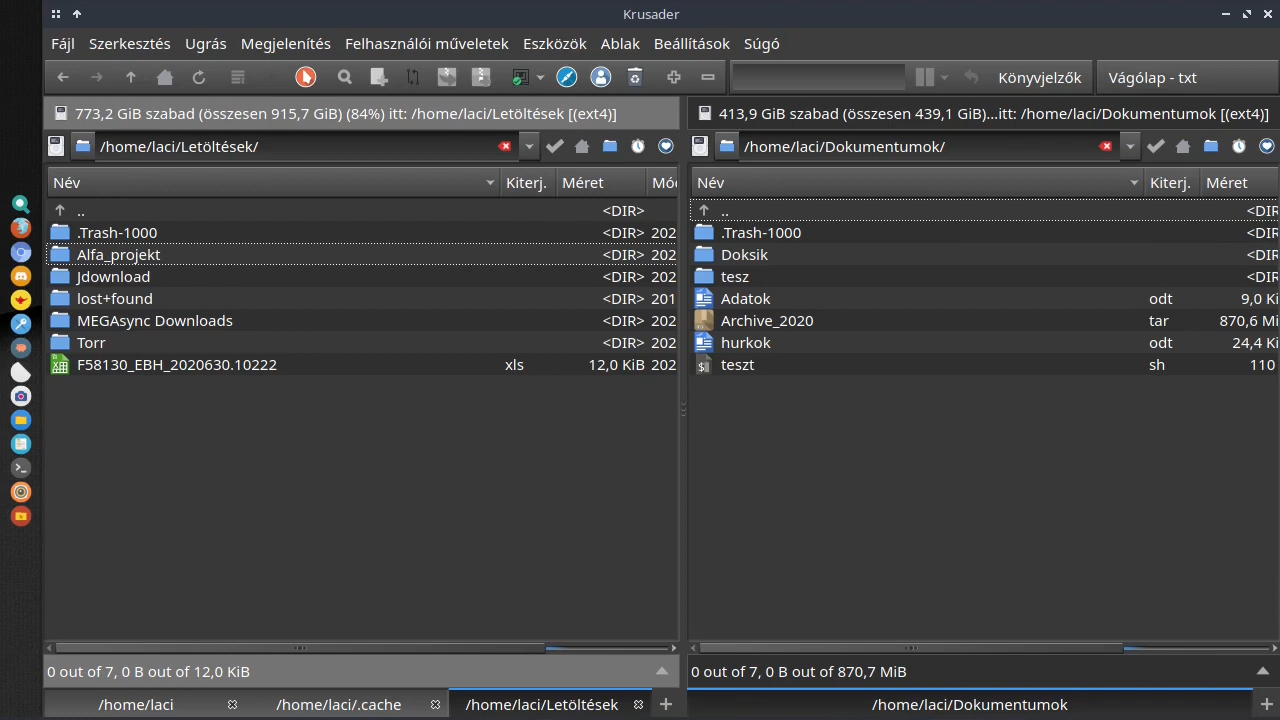 Krusader
Fájl Szerkesztés Ugrás Megjelenítés Felhasználói műveletek Eszközök Ablak Beállítások Súgó
Könyvjelzők Vágólap - txt
773,2 GiB szabad (összesen 915,7 GiB) (84%) itt: /home/laci/Letöltések [(ext4)]
/home/laci/Letöltések/
Név Kiterj. Méret Mó
.. <DIR>
.Trash-1000 <DIR> 202
Alfa_projekt <DIR> 202
Jdownload <DIR> 202
lost+found <DIR> 201
MEGAsync Downloads <DIR> 202
Torr <DIR> 202
F58130_EBH_2020630.10222 xls 12,0 KiB 202
0 out of 7, 0 B out of 12,0 KiB
/home/laci /home/laci/.cache /home/laci/Letöltések
413,9 GiB szabad (összesen 439,1 GiB)...itt: /home/laci/Dokumentumok [(ext4)]
/home/laci/Dokumentumok/
Név Kiterj. Méret
.. <DIR
.Trash-1000 <DIR
Doksik <DIR
tesz <DIR
Adatok odt 9,0 Ki
Archive_2020 tar 870,6 Mi
hurkok odt 24,4 Ki
teszt sh 110
0 out of 7, 0 B out of 870,7 MiB
/home/laci/Dokumentumok